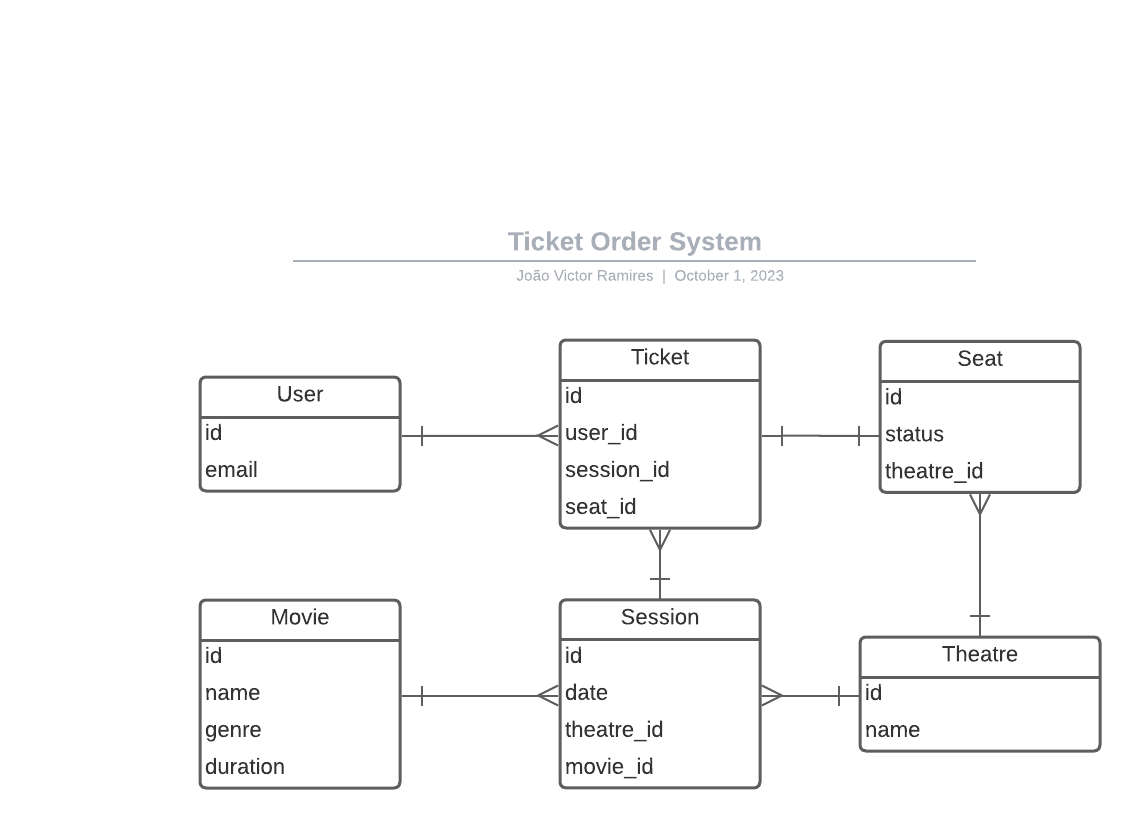 Ticket Order System
João Victor Ramires | October 1, 2023
User
id
email
Ticket
id
user_id
session_id
seat_id
Seat
id
status
theatre_id
Movie
id
name
genre
duration
Session
id
date
theatre_id
movie_id
Theatre
id
name